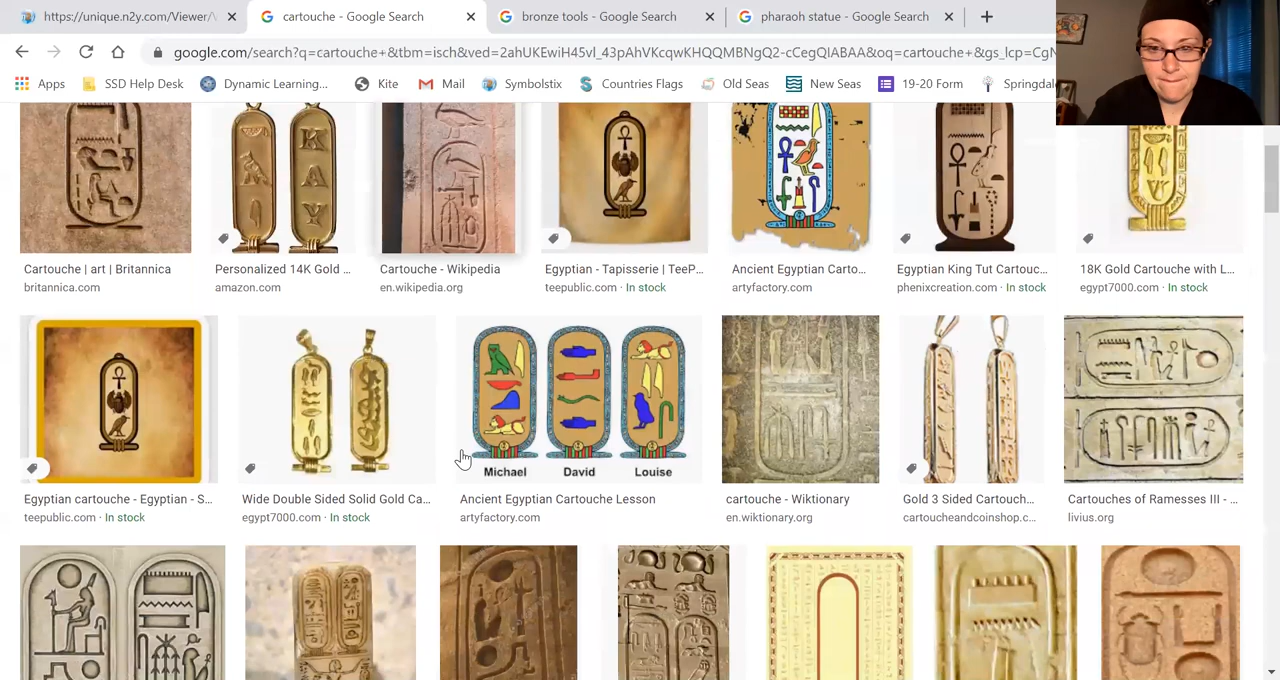 https://unique.n2y.com/Viewer/
cartouche - Google Search
bronze tools - Google Search
pharaoh statue - Google Search
google.com/search?q=cartouche+&tbm=isch&ved=2ahUKEwiH45vl_43pAhVKcqwKHQQMBNgQ2-cCegQIABAA&oq=cartouche+&gs_lcp=CgN
Apps SSD Help Desk Dynamic Learning... Kite Mail Symbolstix Countries Flags Old Seas New Seas 19-20 Form Springdal
K
A
Y
Cartouche | art | Britannica
britannica.com
Personalized 14K Gold ...
amazon.com
Cartouche - Wikipedia
en.wikipedia.org
Egyptian - Tapisserie | TeeP...
teepublic.com · In stock
Ancient Egyptian Carto...
artyfactory.com
Egyptian King Tut Cartouc...
phenixcreation.com · In stock
18K Gold Cartouche with L...
egypt7000.com · In stock
Michael David Louise
Egyptian cartouche - Egyptian - S...
teepublic.com · In stock
Wide Double Sided Solid Gold Ca...
egypt7000.com · In stock
Ancient Egyptian Cartouche Lesson
artyfactory.com
cartouche - Wiktionary
en.wiktionary.org
Gold 3 Sided Cartouch...
cartoucheandcoinshop.c...
Cartouches of Ramesses III - ...
livius.org